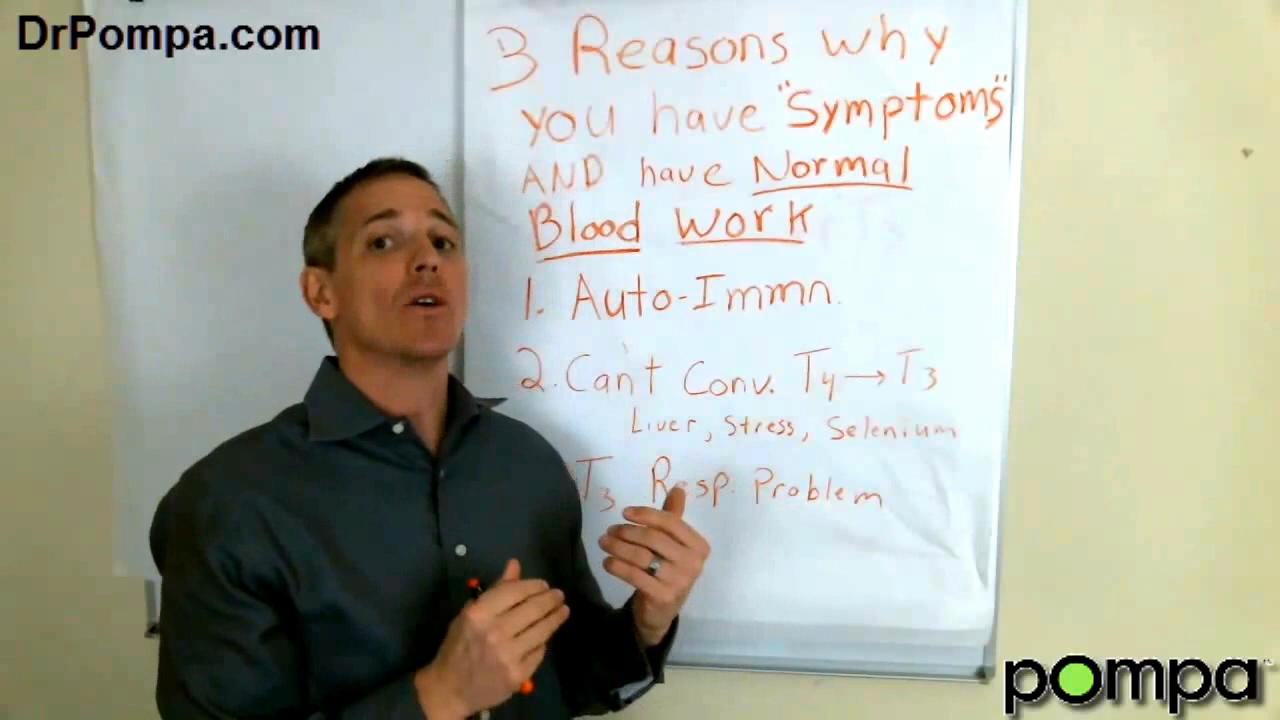 DrPompa.com
3 Reasons why
you have "Symptoms"
AND have Normal
Blood Work
1. Auto-Immn.
2. Can't Conv. T4→T3
Liver, Stress, Selenium
T3 Resp. Problem
pompa